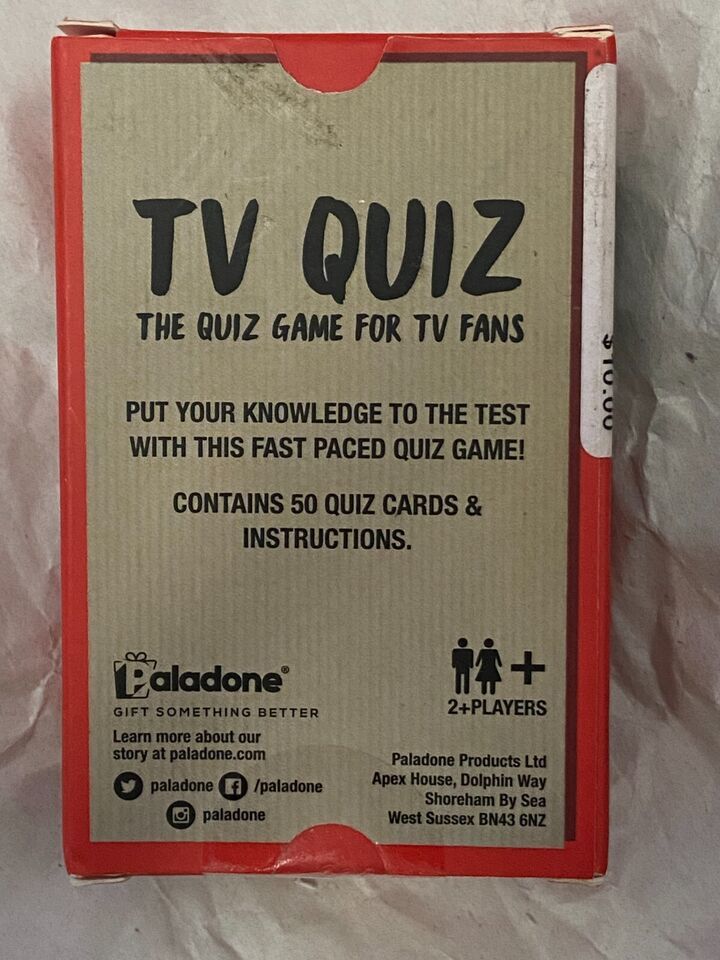 TV QUIZ
THE QUIZ GAME FOR TV FANS
PUT YOUR KNOWLEDGE TO THE TEST
WITH THIS FAST PACED QUIZ GAME!
CONTAINS 50 QUIZ CARDS &
INSTRUCTIONS.
Paladone®
GIFT SOMETHING BETTER
Learn more about our
story at paladone.com
paladone /paladone
paladone
2+PLAYERS
Paladone Products Ltd
Apex House, Dolphin Way
Shoreham By Sea
West Sussex BN43 6NZ